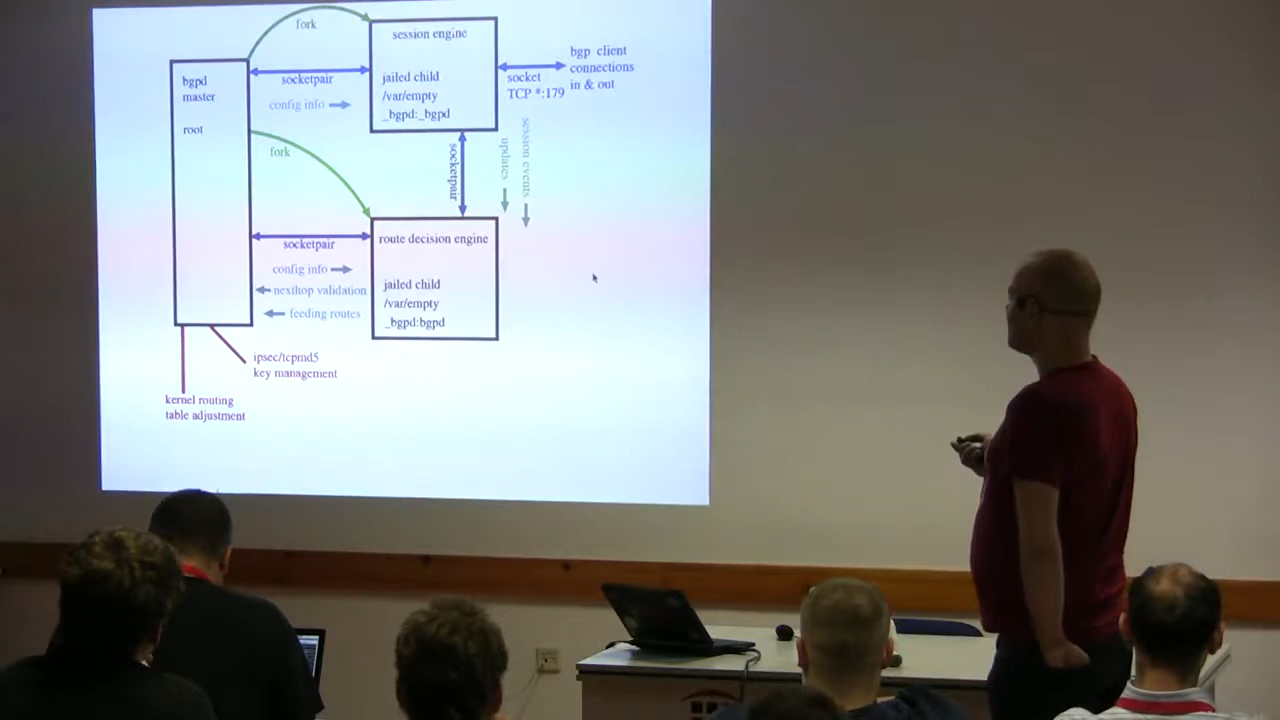 fork
session engine
bgpd
master
root
socketpair
config info
jailed child
/var/empty
_bgpd:_bgpd
socket
TCP *:179
bgp client
connections
in & out
fork
socketpair
updates
session events
socketpair
config info
nexthop validation
feeding routes
route decision engine
jailed child
/var/empty
_bgpd:bgpd
ipsec/tcpmd5
key management
kernel routing
table adjustment